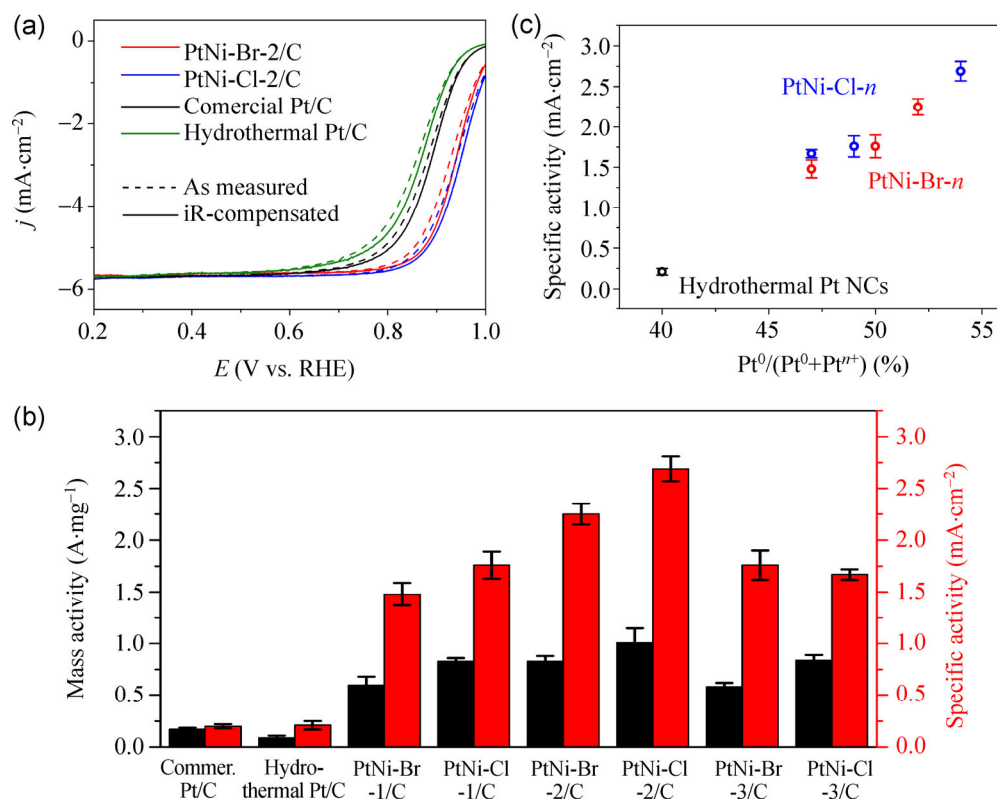 (a)
0
−2
−4
−6
j (mA·cm⁻²)
PtNi-Br-2/C
PtNi-Cl-2/C
Comercial Pt/C
Hydrothermal Pt/C
As measured
iR-compensated
0.2
0.4
0.6
0.8
1.0
E (V vs. RHE)
(c)
3.0
2.5
2.0
1.5
1.0
0.5
0.0
Specific activity (mA·cm⁻²)
PtNi-Cl-n
PtNi-Br-n
Hydrothermal Pt NCs
40
45
50
55
Pt⁰/(Pt⁰+Ptⁿ⁺) (%)
(b)
3.0
2.5
2.0
1.5
1.0
0.5
0.0
Mass activity (A·mg⁻¹)
3.0
2.5
2.0
1.5
1.0
0.5
0.0
Specific activity (mA·cm⁻²)
Commer.
Pt/C
Hydro-
thermal Pt/C
PtNi-Br
-1/C
PtNi-Cl
-1/C
PtNi-Br
-2/C
PtNi-Cl
-2/C
PtNi-Br
-3/C
PtNi-Cl
-3/C